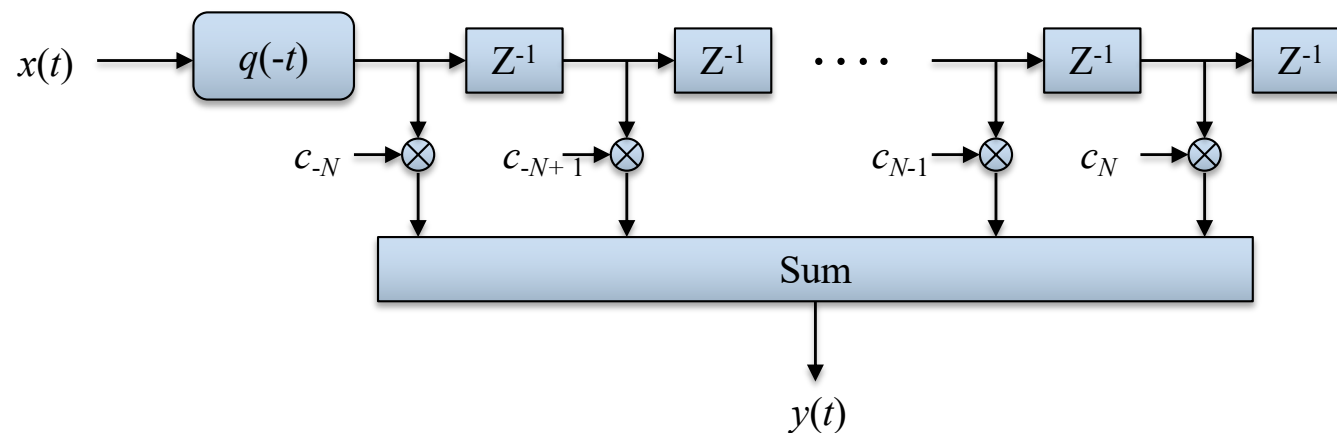 x(t) q(-t) Z⁻¹ Z⁻¹ .... Z⁻¹ Z⁻¹
c₋N c₋N+1 cN-1 cN
Sum
y(t)